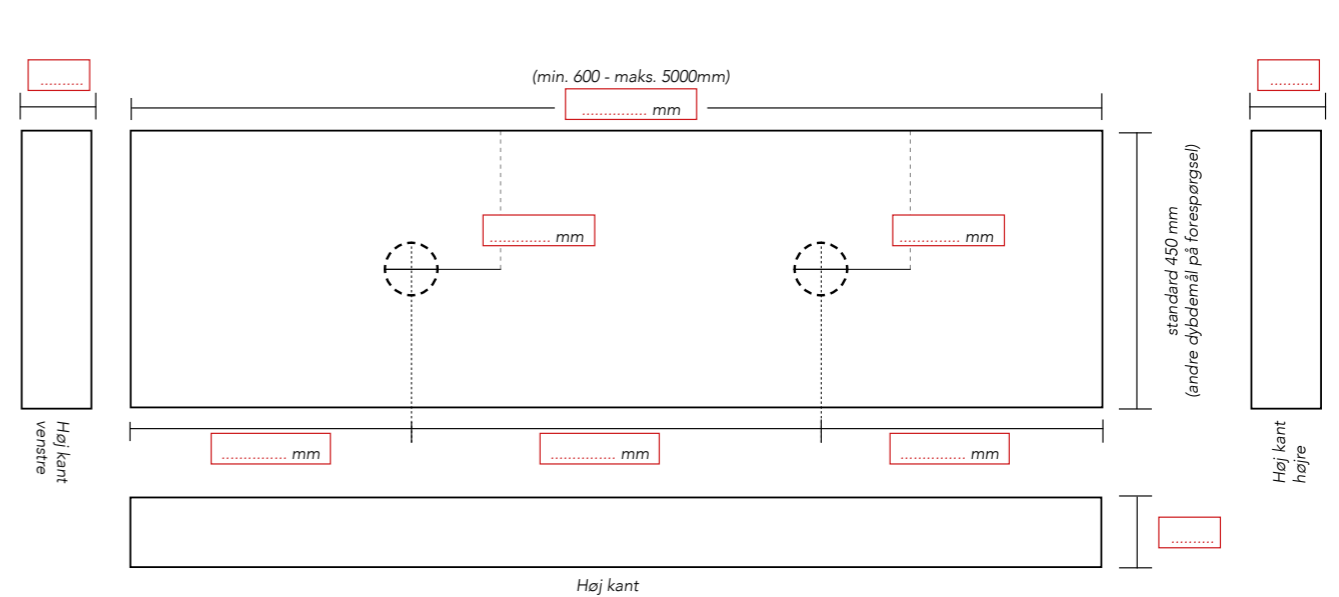 (min. 600 - maks. 5000mm)
..........
............... mm
..........
.............. mm
.............. mm
standard 450 mm
(andre dybdemål på forespørgsel)
Høj kant
venstre
Høj kant
højre
.............. mm
.............. mm
.............. mm
..........
Høj kant